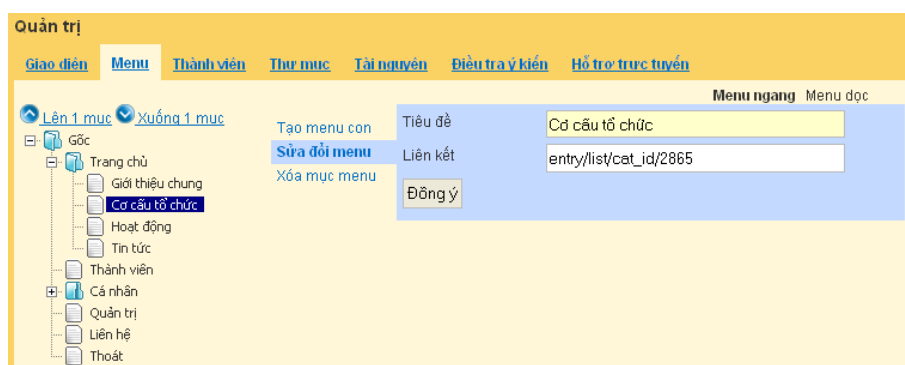 Quản trị
Giao diện Menu Thành viên Thư mục Tài nguyên Điều tra ý kiến Hỗ trợ trực tuyến
Menu ngang Menu dọc
Lên 1 mục Xuống 1 mục
Gốc
Trang chủ
Giới thiệu chung
Cơ cấu tổ chức
Hoạt động
Tin tức
Thành viên
Cá nhân
Quản trị
Liên hệ
Thoát
Tạo menu con
Sửa đổi menu
Xóa mục menu
Tiêu đề Cơ cấu tổ chức
Liên kết entry/list/cat_id/2865
Đồng ý